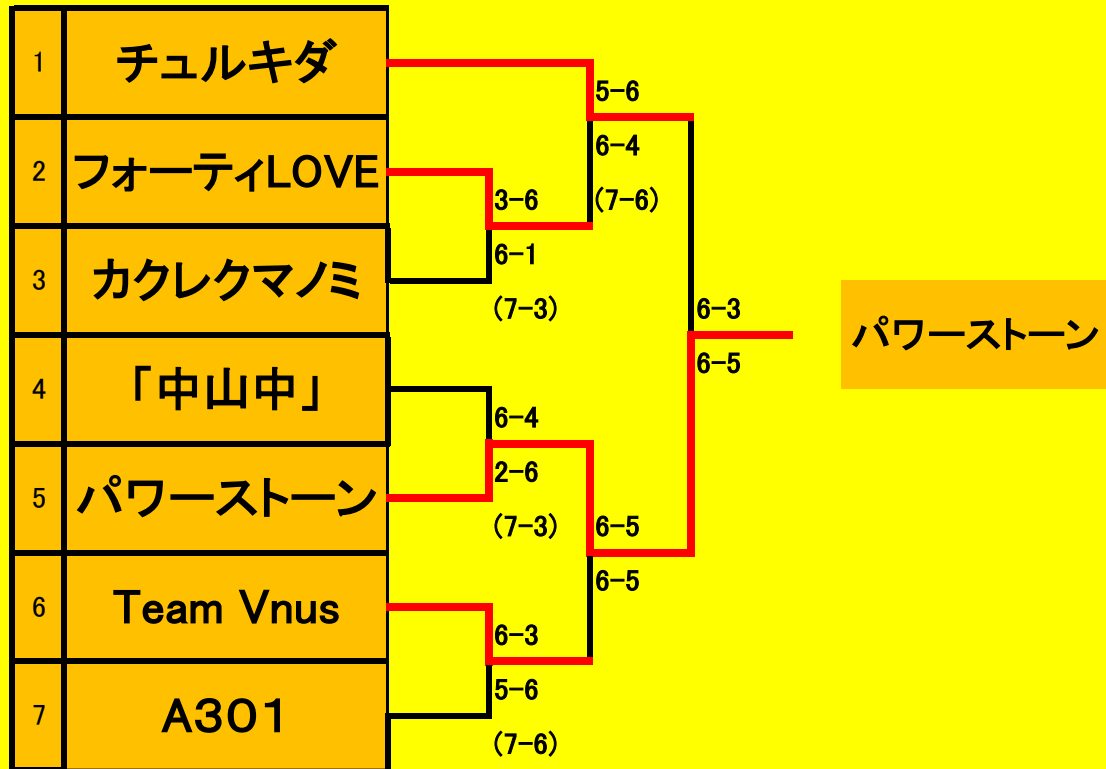 1 チュルキダ
5-6
6-4
(7-6)
2 フォーティLOVE
3-6
6-1
(7-3)
3 カクレクマノミ
6-3
6-5
パワーストーン
4 「中山中」
6-4
2-6
(7-3)
5 パワーストーン
6-5
6-5
6 Team Vnus
6-3
5-6
(7-6)
7 A301